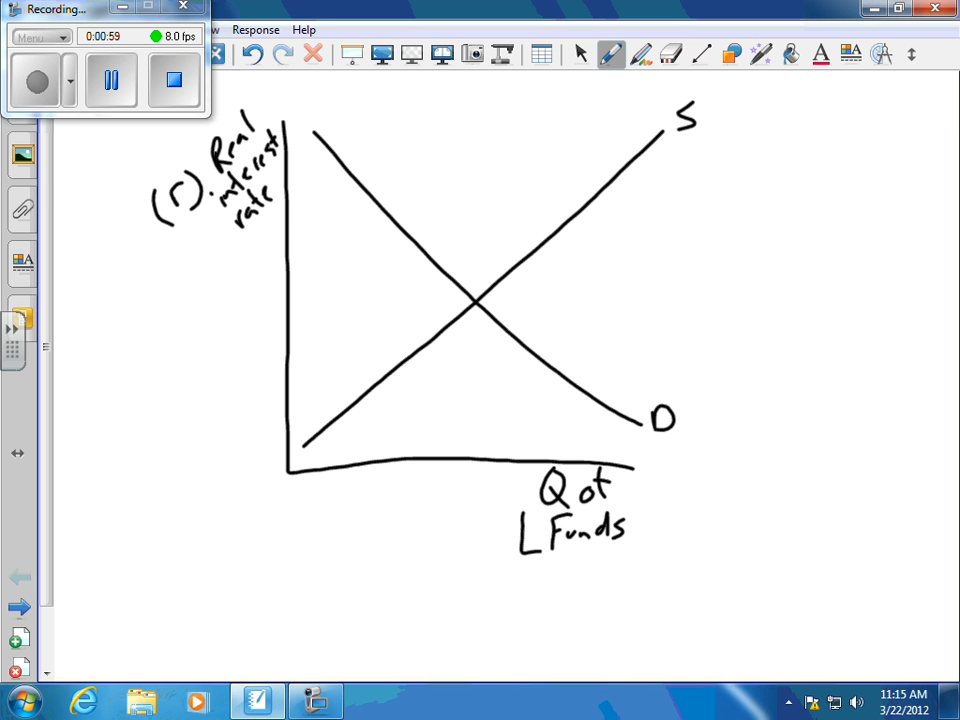 Recording...
Menu
0:00:59
8.0 fps
Response Help
S
(r). Real
interest
rate
D
Q of
L Funds
11:15 AM
3/22/2012